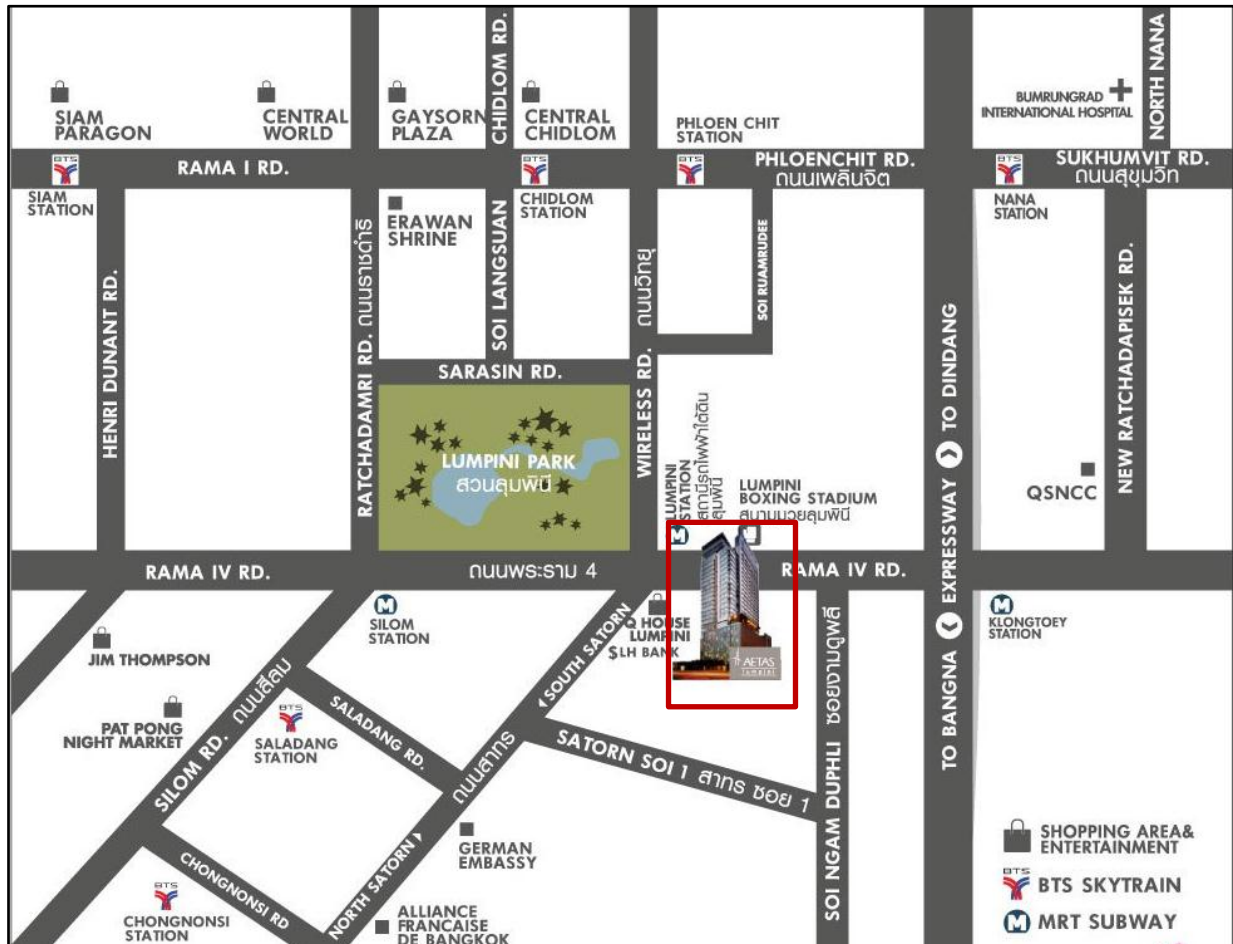 CHIDLOM RD.
NORTH NANA
SIAM
PARAGON
CENTRAL
WORLD
GAYSORN
PLAZA
CENTRAL
CHIDLOM
PHLOEN CHIT
STATION
BUMRUNGRAD
INTERNATIONAL HOSPITAL
BTS
RAMA I RD.
BTS
BTS
PHLOENCHIT RD.
ถนนเพลินจิต
BTS
SUKHUMVIT RD.
ถนนสุขุมวิท
SIAM
STATION
ERAWAN
SHRINE
CHIDLOM
STATION
NANA
STATION
HENRI DUNANT RD.
RATCHADAMRI RD. ถนนราชดำริ
SOI LANGSUAN
WIRELESS RD. ถนนวิทยุ
SOI RUAMRUDEE
NEW RATCHADAPISEK RD.
SARASIN RD.
LUMPINI PARK
สวนลุมพินี
LUMPINI
STATION
สถานีรถไฟฟ้าใต้ดิน
ลุมพินี
LUMPINI
BOXING STADIUM
สนามมวยลุมพินี
QSNCC
TO BANGNA EXPRESSWAY TO DINDANG
M
RAMA IV RD.
ถนนพระราม 4
RAMA IV RD.
M
SILOM
STATION
Q HOUSE
LUMPINI
$LH BANK
AETAS
LUMPINI
M
KLONGTOEY
STATION
JIM THOMPSON
PAT PONG
NIGHT MARKET
SILOM RD. ถนนสีลม
BTS
SALADANG
STATION
SALADANG RD.
SOUTH SATORN
ถนนสาทร
NORTH SATORN
SATORN SOI 1 สาทร ซอย 1
SOI NGAM DUPHLI ซอยงามดูพลี
GERMAN
EMBASSY
CHONGNONSI RD
BTS
CHONGNONSI
STATION
ALLIANCE
FRANCAISE
DE BANGKOK
SHOPPING AREA&
ENTERTAINMENT
BTS
BTS SKYTRAIN
M
MRT SUBWAY